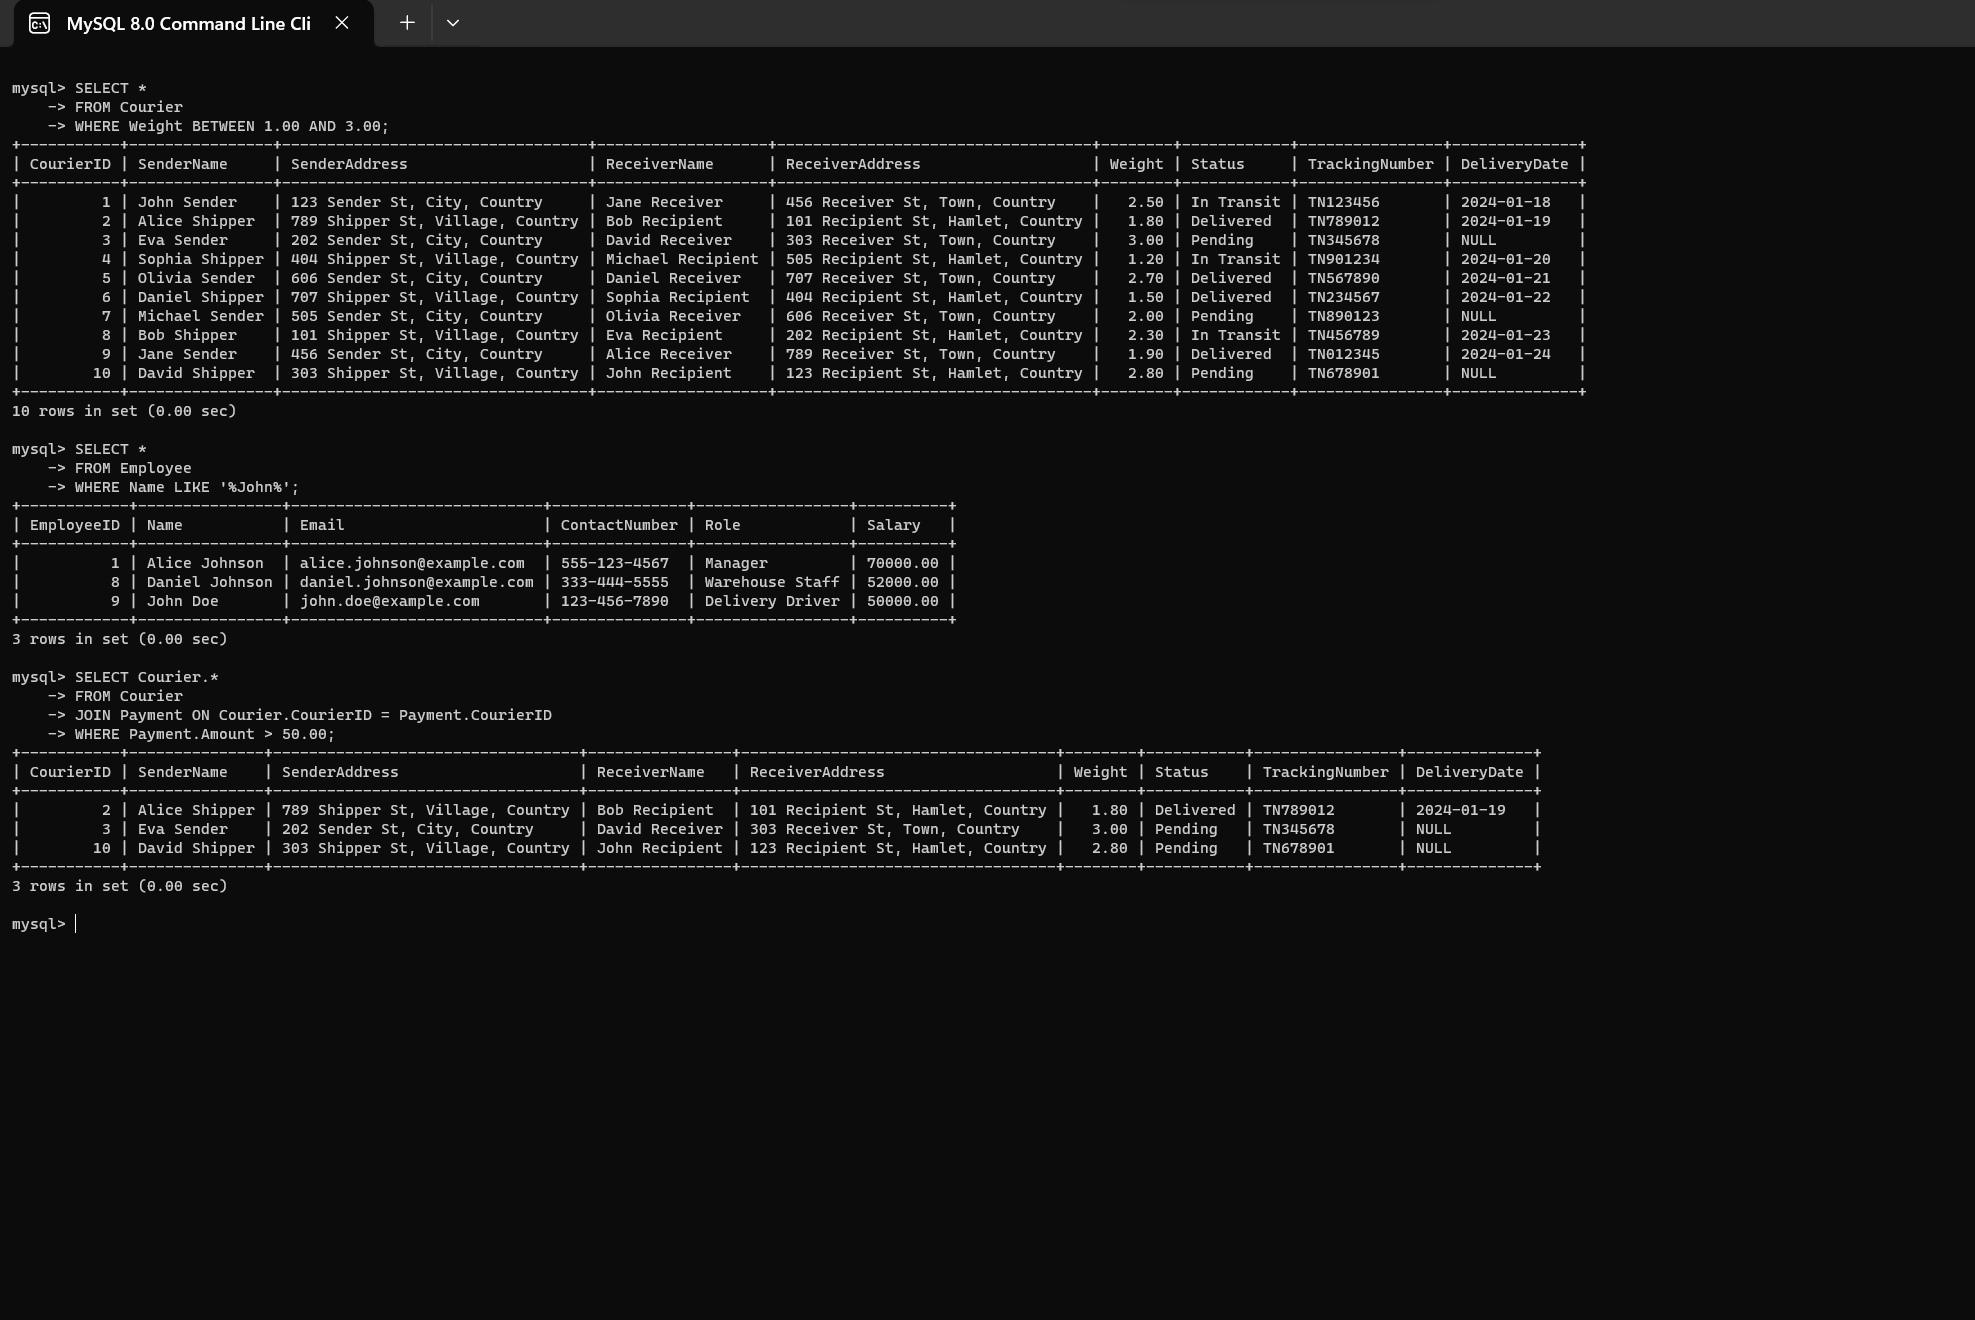 MySQL 8.0 Command Line Cli
mysql> SELECT *
    -> FROM Courier
    -> WHERE Weight BETWEEN 1.00 AND 3.00;
+-----------+----------------+----------------------------------+--------------------+-----------------------------------+--------+------------+----------------+--------------+
| CourierID | SenderName     | SenderAddress                    | ReceiverName       | ReceiverAddress                   | Weight | Status     | TrackingNumber | DeliveryDate |
+-----------+----------------+----------------------------------+--------------------+-----------------------------------+--------+------------+----------------+--------------+
|         1 | John Sender    | 123 Sender St, City, Country     | Jane Receiver      | 456 Receiver St, Town, Country    |   2.50 | In Transit | TN123456       | 2024-01-18   |
|         2 | Alice Shipper  | 789 Shipper St, Village, Country | Bob Recipient      | 101 Recipient St, Hamlet, Country |   1.80 | Delivered  | TN789012       | 2024-01-19   |
|         3 | Eva Sender     | 202 Sender St, City, Country     | David Receiver     | 303 Receiver St, Town, Country    |   3.00 | Pending    | TN345678       | NULL         |
|         4 | Sophia Shipper | 404 Shipper St, Village, Country | Michael Recipient  | 505 Recipient St, Hamlet, Country |   1.20 | In Transit | TN901234       | 2024-01-20   |
|         5 | Olivia Sender  | 606 Sender St, City, Country     | Daniel Receiver    | 707 Receiver St, Town, Country    |   2.70 | Delivered  | TN567890       | 2024-01-21   |
|         6 | Daniel Shipper | 707 Shipper St, Village, Country | Sophia Recipient   | 404 Recipient St, Hamlet, Country |   1.50 | Delivered  | TN234567       | 2024-01-22   |
|         7 | Michael Sender | 505 Sender St, City, Country     | Olivia Receiver    | 606 Receiver St, Town, Country    |   2.00 | Pending    | TN890123       | NULL         |
|         8 | Bob Shipper    | 101 Shipper St, Village, Country | Eva Recipient      | 202 Recipient St, Hamlet, Country |   2.30 | In Transit | TN456789       | 2024-01-23   |
|         9 | Jane Sender    | 456 Sender St, City, Country     | Alice Receiver     | 789 Receiver St, Town, Country    |   1.90 | Delivered  | TN012345       | 2024-01-24   |
|        10 | David Shipper  | 303 Shipper St, Village, Country | John Recipient     | 123 Recipient St, Hamlet, Country |   2.80 | Pending    | TN678901       | NULL         |
+-----------+----------------+----------------------------------+--------------------+-----------------------------------+--------+------------+----------------+--------------+
10 rows in set (0.00 sec)
mysql> SELECT *
    -> FROM Employee
    -> WHERE Name LIKE '%John%';
+------------+----------------+----------------------------+---------------+-----------------+----------+
| EmployeeID | Name           | Email                      | ContactNumber | Role            | Salary   |
+------------+----------------+----------------------------+---------------+-----------------+----------+
|          1 | Alice Johnson  | alice.johnson@example.com  | 555-123-4567  | Manager         | 70000.00 |
|          8 | Daniel Johnson | daniel.johnson@example.com | 333-444-5555  | Warehouse Staff | 52000.00 |
|          9 | John Doe       | john.doe@example.com       | 123-456-7890  | Delivery Driver | 50000.00 |
+------------+----------------+----------------------------+---------------+-----------------+----------+
3 rows in set (0.00 sec)
mysql> SELECT Courier.*
    -> FROM Courier
    -> JOIN Payment ON Courier.CourierID = Payment.CourierID
    -> WHERE Payment.Amount > 50.00;
+-----------+---------------+----------------------------------+----------------+-----------------------------------+--------+-----------+----------------+--------------+
| CourierID | SenderName    | SenderAddress                    | ReceiverName   | ReceiverAddress                   | Weight | Status    | TrackingNumber | DeliveryDate |
+-----------+---------------+----------------------------------+----------------+-----------------------------------+--------+-----------+----------------+--------------+
|         2 | Alice Shipper | 789 Shipper St, Village, Country | Bob Recipient  | 101 Recipient St, Hamlet, Country |   1.80 | Delivered | TN789012       | 2024-01-19   |
|         3 | Eva Sender    | 202 Sender St, City, Country     | David Receiver | 303 Receiver St, Town, Country    |   3.00 | Pending   | TN345678       | NULL         |
|        10 | David Shipper | 303 Shipper St, Village, Country | John Recipient | 123 Recipient St, Hamlet, Country |   2.80 | Pending   | TN678901       | NULL         |
+-----------+---------------+----------------------------------+----------------+-----------------------------------+--------+-----------+----------------+--------------+
3 rows in set (0.00 sec)
mysql>